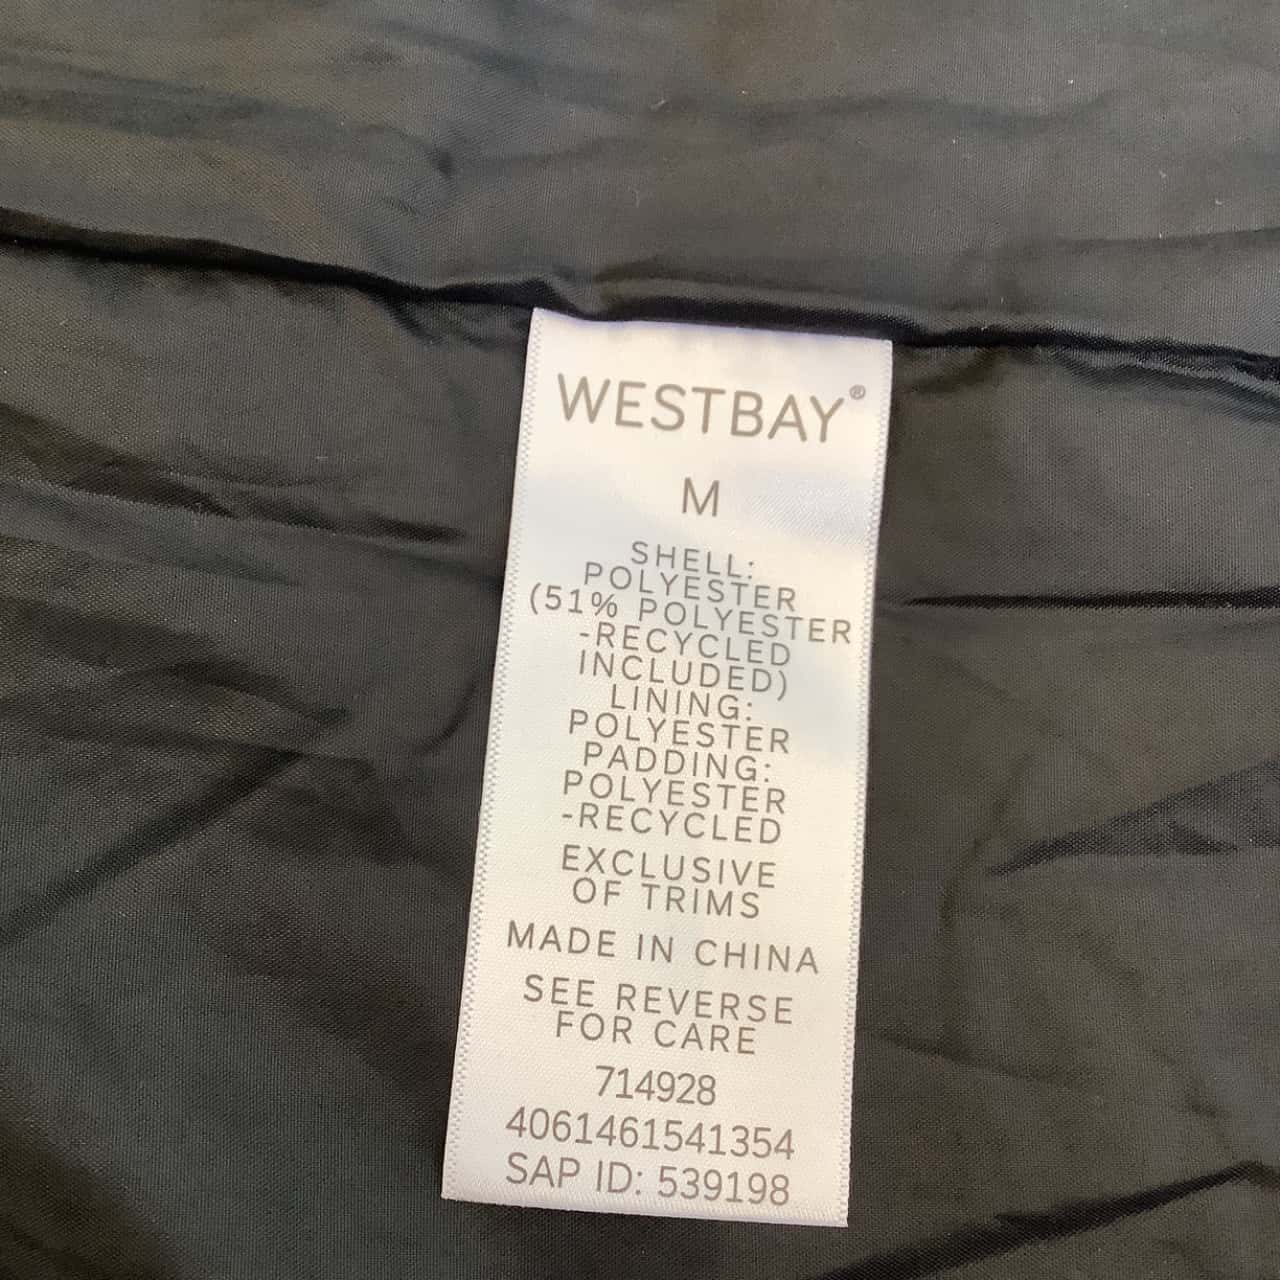 WESTBAY®
M
SHELL:
POLYESTER
(51% POLYESTER
-RECYCLED
INCLUDED)
LINING:
POLYESTER
PADDING:
POLYESTER
-RECYCLED
EXCLUSIVE
OF TRIMS
MADE IN CHINA
SEE REVERSE
FOR CARE
714928
4061461541354
SAP ID: 539198